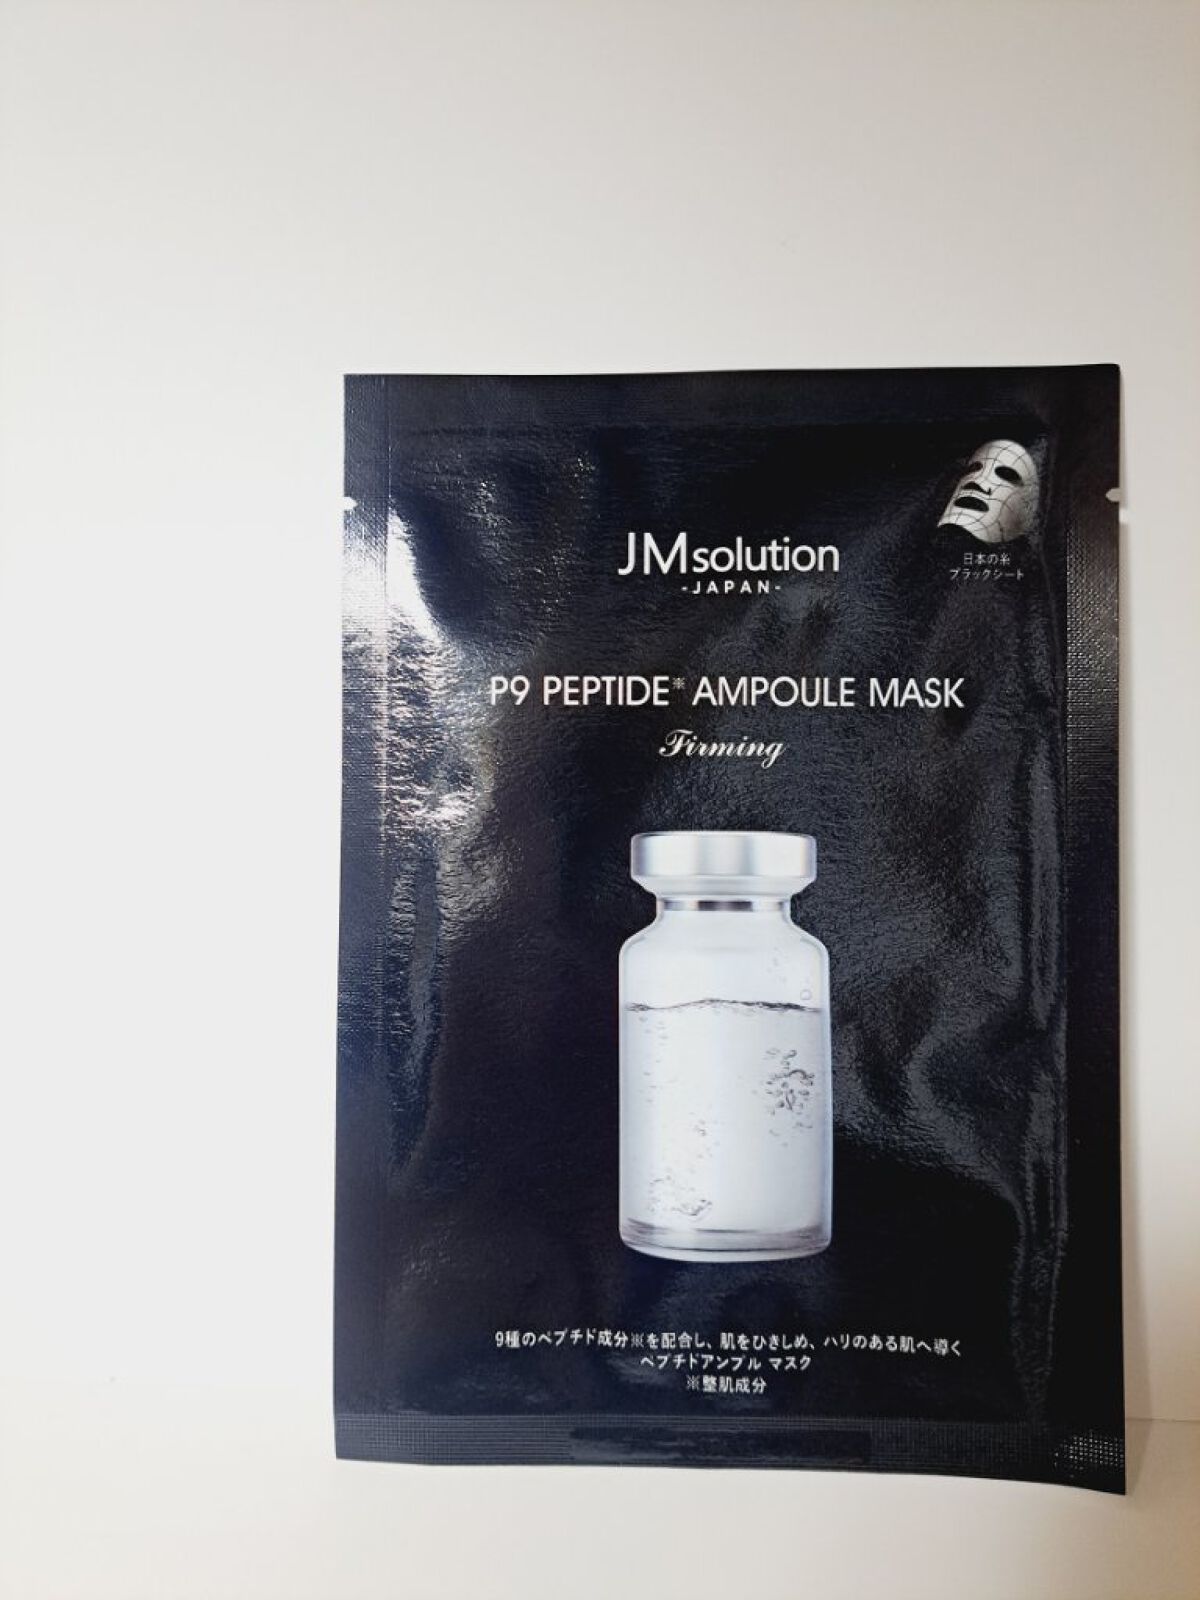 JMsolution
-JAPAN-
日本の糸
ブラックシート
P9 PEPTIDE※ AMPOULE MASK
Firming
9種のペプチド成分※を配合し、肌をひきしめ、ハリのある肌へ導く
ペプチドアンプル マスク
※整肌成分